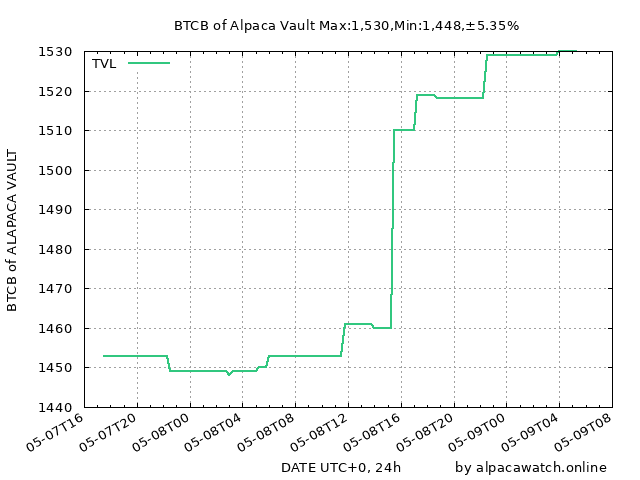 BTCB of Alpaca Vault Max:1,530,Min:1,448,±5.35%
TVL
1530
1520
1510
1500
1490
1480
1470
1460
1450
1440
BTCB of ALAPACA VAULT
05-07T16
05-07T20
05-08T00
05-08T04
05-08T08
05-08T12
05-08T16
05-08T20
05-09T00
05-09T04
05-09T08
DATE UTC+0, 24h
by alpacawatch.online